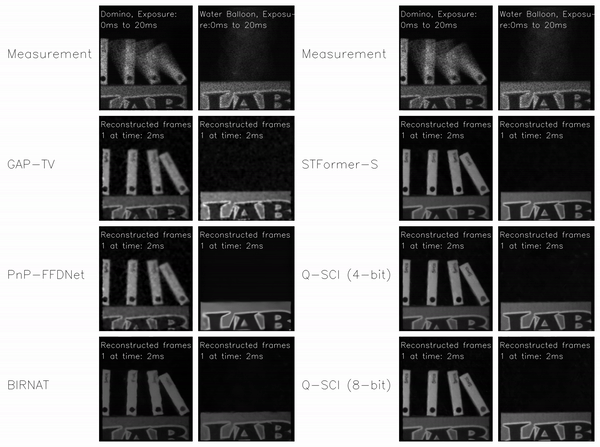 Domino, Exposure:
0ms to 20ms
Water Balloon, Exposu-
re:0ms to 20ms
Measurement
Domino, Exposure:
0ms to 20ms
Water Balloon, Exposu-
re:0ms to 20ms
Measurement
Reconstructed frames
1 at time: 2ms
Reconstructed frames
1 at time: 2ms
GAP-TV
Reconstructed frames
1 at time: 2ms
Reconstructed frames
1 at time: 2ms
STFormer-S
Reconstructed frames
1 at time: 2ms
Reconstructed frames
1 at time: 2ms
PnP-FFDNet
Reconstructed frames
1 at time: 2ms
Reconstructed frames
1 at time: 2ms
Q-SCI (4-bit)
Reconstructed frames
1 at time: 2ms
Reconstructed frames
1 at time: 2ms
BIRNAT
Reconstructed frames
1 at time: 2ms
Reconstructed frames
1 at time: 2ms
Q-SCI (8-bit)